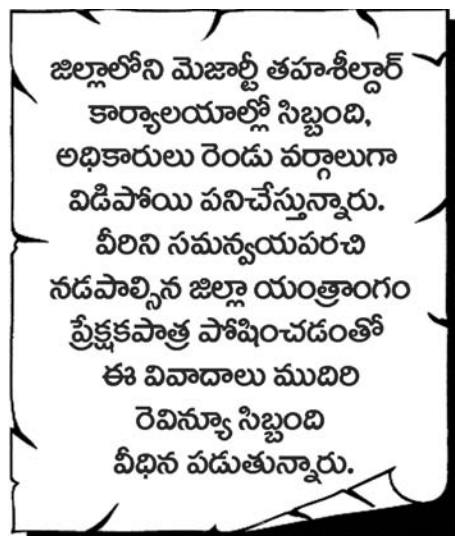 జిల్లాలోని మెజార్టీ తహశీల్దార్
కార్యాలయాల్లో సిబ్బంది,
అధికారులు రెండు వర్గాలుగా
విడిపోయి పనిచేస్తున్నారు.
వీరిని సమన్వయపరచి
నడపాల్సిన జిల్లా యంత్రాంగం
ప్రేక్షకపాత్ర పోషించడంతో
ఈ వివాదాలు ముదిరి
రెవిన్యూ సిబ్బంది
వీధిన పడుతున్నారు.